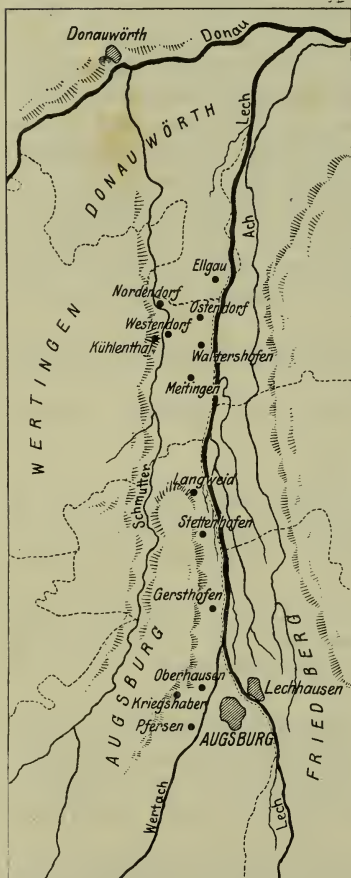 Donauwörth
Donau
DONAUWÖRTH
Lech
Ach
Ellgau
Nordendorf
Ostendorf
Westendorf
Kühlenthal
Waltershofen
WERTINGEN
Meitingen
Langweid
Schmutter
Stettenhofen
Gersthofen
AUGSBURG
FRIEDBERG
Oberhausen
Lechhausen
Kriegshaber
Pfersen
AUGSBURG
Wertach
Lech